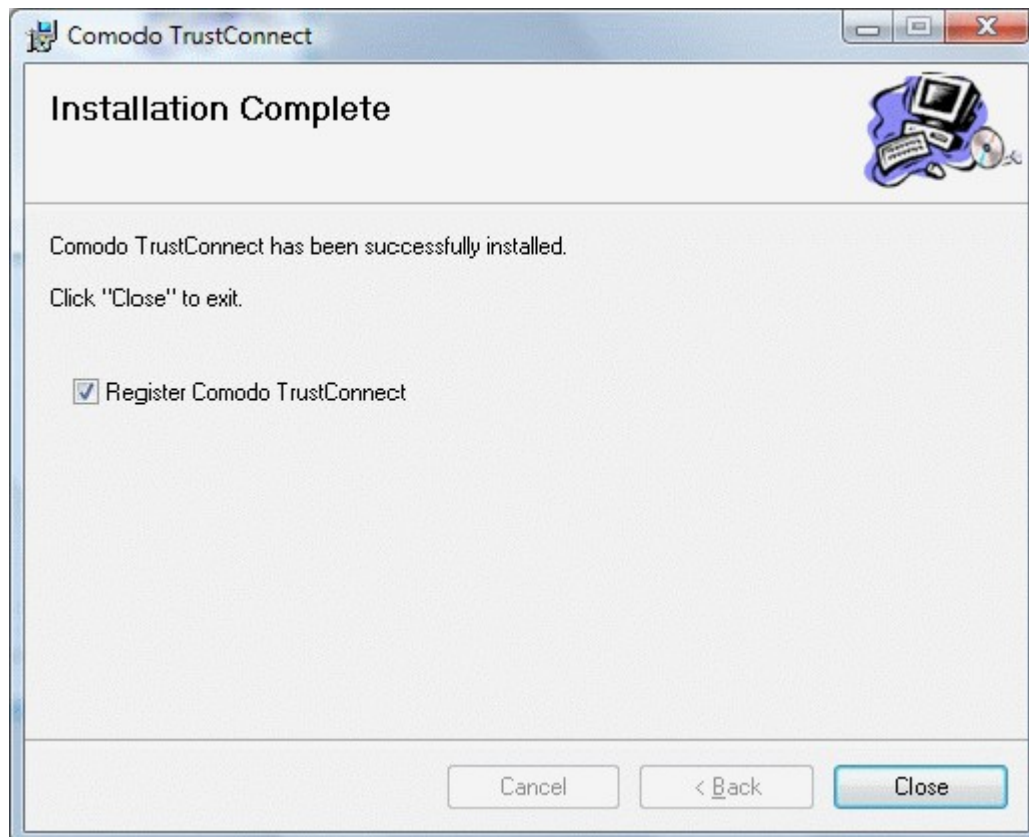 Comodo TrustConnect
Installation Complete
Comodo TrustConnect has been successfully installed.
Click "Close" to exit.
Register Comodo TrustConnect
Cancel
< Back
Close